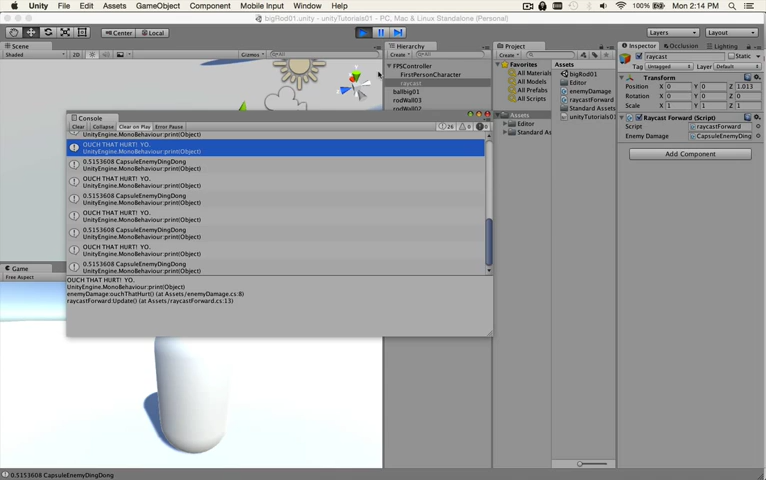 Unity File Edit Assets GameObject Component Mobile Input Window Help 100% Mon 2:14 PM
bigRod01.unity - unityTutorials01 - PC, Mac & Linux Standalone (Personal)
Center Local Layers Layout
Scene
Shaded 2D Gizmos All
Hierarchy
Create All
FPSController
FirstPersonCharacter
raycast
ballbig01
rodWall03
rodWall02
Project
Create
Favorites
All Materials
All Models
All Prefabs
All Scripts
Assets
Editor
Standard As
Assets
bigRod01
Editor
enemyDamage
raycastForward
Standard Assets
unityTutorials01
Inspector Occlusion Lighting
raycast Static
Tag Untagged Layer Default
Transform
Position X 0 Y 0 Z 1.013
Rotation X 0 Y 0 Z 0
Scale X 1 Y 1 Z 1
Raycast Forward (Script)
Script raycastForward
Enemy Damage CapsuleEnemyDing
Add Component
Console
Clear Collapse Clear on Play Error Pause 26 0 0
UnityEngine.MonoBehaviour:print(Object)
OUCH THAT HURT! YO.
UnityEngine.MonoBehaviour:print(Object)
0.5153608 CapsuleEnemyDingDong
UnityEngine.MonoBehaviour:print(Object)
OUCH THAT HURT! YO.
UnityEngine.MonoBehaviour:print(Object)
0.5153608 CapsuleEnemyDingDong
UnityEngine.MonoBehaviour:print(Object)
OUCH THAT HURT! YO.
UnityEngine.MonoBehaviour:print(Object)
0.5153608 CapsuleEnemyDingDong
UnityEngine.MonoBehaviour:print(Object)
OUCH THAT HURT! YO.
UnityEngine.MonoBehaviour:print(Object)
0.5153608 CapsuleEnemyDingDong
UnityEngine.MonoBehaviour:print(Object)
OUCH THAT HURT! YO.
UnityEngine.MonoBehaviour:print(Object)
enemyDamage:ouchThatHurt() (at Assets/enemyDamage.cs:8)
raycastForward:Update() (at Assets/raycastForward.cs:13)
Game
Free Aspect
0.5153608 CapsuleEnemyDingDong